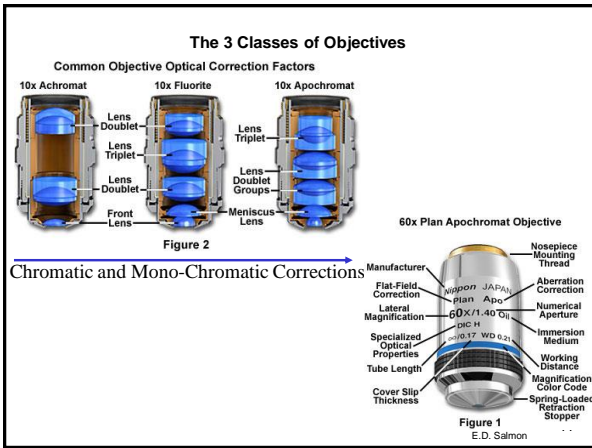 The 3 Classes of Objectives
Common Objective Optical Correction Factors
10x Achromat
10x Fluorite
10x Apochromat
Lens
Doublet
Lens
Triplet
Lens
Doublet
Front
Lens
Lens
Triplet
Lens
Doublet
Groups
Meniscus
Lens
Figure 2
Chromatic and Mono-Chromatic Corrections
60x Plan Apochromat Objective
Manufacturer
Flat-Field
Correction
Lateral
Magnification
Specialized
Optical
Properties
Tube Length
Cover Slip
Thickness
Nippon JAPAN
Plan Apo
60X/1.40 Oil
DIC H
∞/0.17 WD 0.21
Nosepiece
Mounting
Thread
Aberration
Correction
Numerical
Aperture
Immersion
Medium
Working
Distance
Magnification
Color Code
Spring-Loaded
Retraction
Stopper
Figure 1
E.D. Salmon